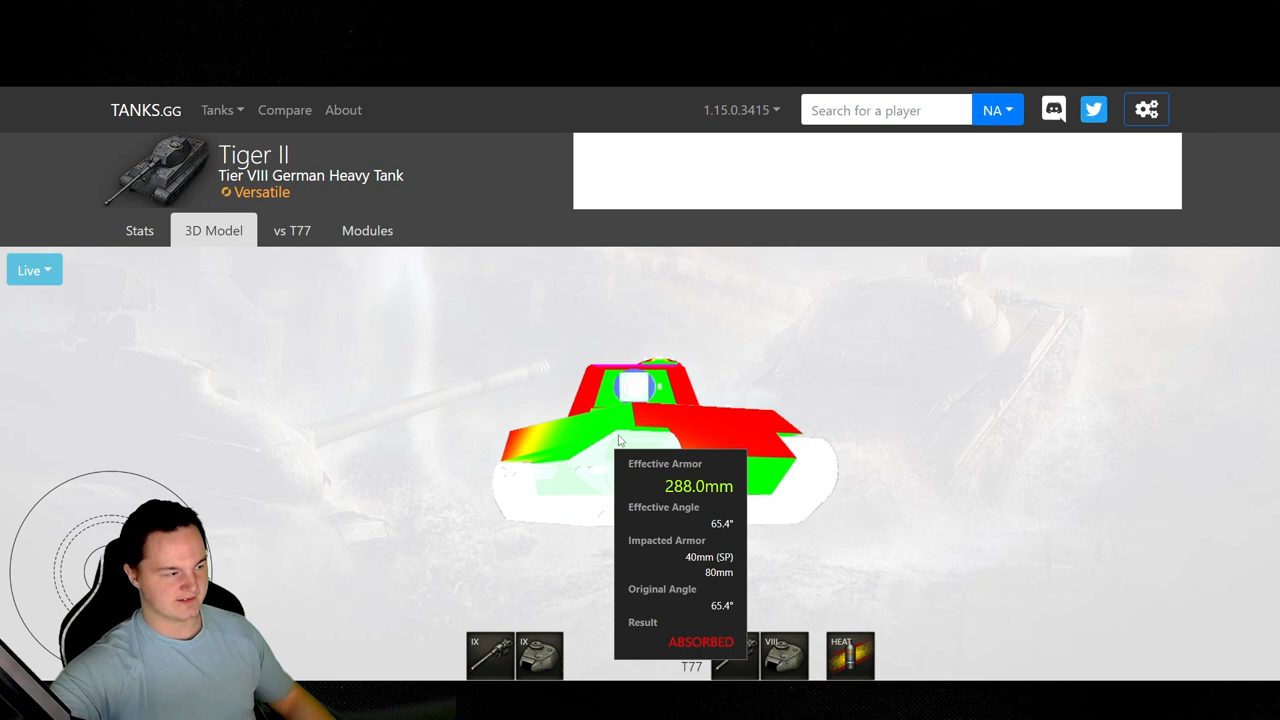 TANKS.GG
Tanks
Compare
About
1.15.0.3415
Search for a player
NA
Tiger II
Tier VIII German Heavy Tank
Versatile
Stats
3D Model
vs T77
Modules
Live
Effective Armor
288.0mm
Effective Angle
65.4°
Impacted Armor
40mm (SP)
80mm
Original Angle
65.4°
Result
ABSORBED
IX
IX
VIII
HEAT
T77